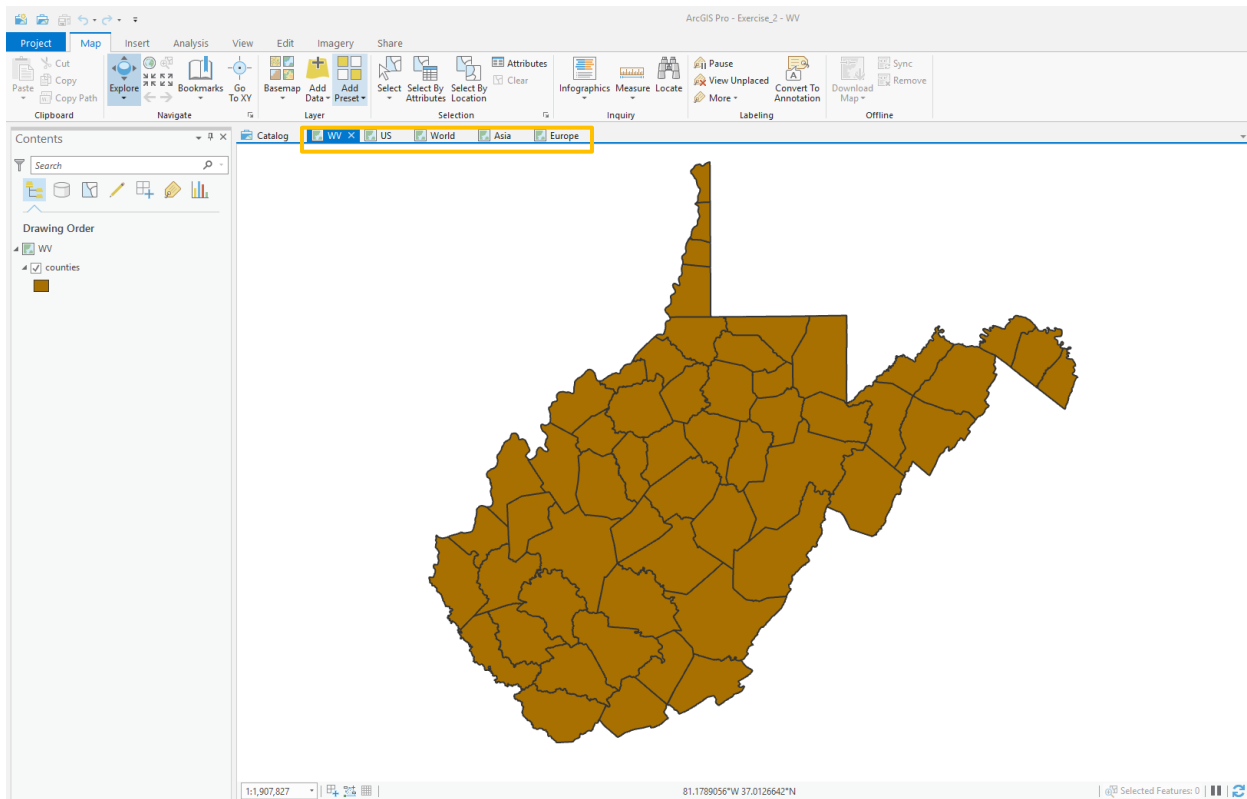 ArcGIS Pro - Exercise_2 - WV
Project Map Insert Analysis View Edit Imagery Share
Paste
Cut
Copy
Copy Path
Clipboard
Explore
Bookmarks
Go To XY
Navigate
Basemap
Add Data
Add Preset
Layer
Select
Select By Attributes
Select By Location
Attributes
Clear
Selection
Infographics
Measure
Locate
Inquiry
Pause
View Unplaced
More
Convert To Annotation
Labeling
Download Map
Sync
Remove
Offline
Contents
Search
Drawing Order
WV
counties
Catalog WV US World Asia Europe
1:1,907,827
81.1789056°W 37.0126642°N
Selected Features: 0